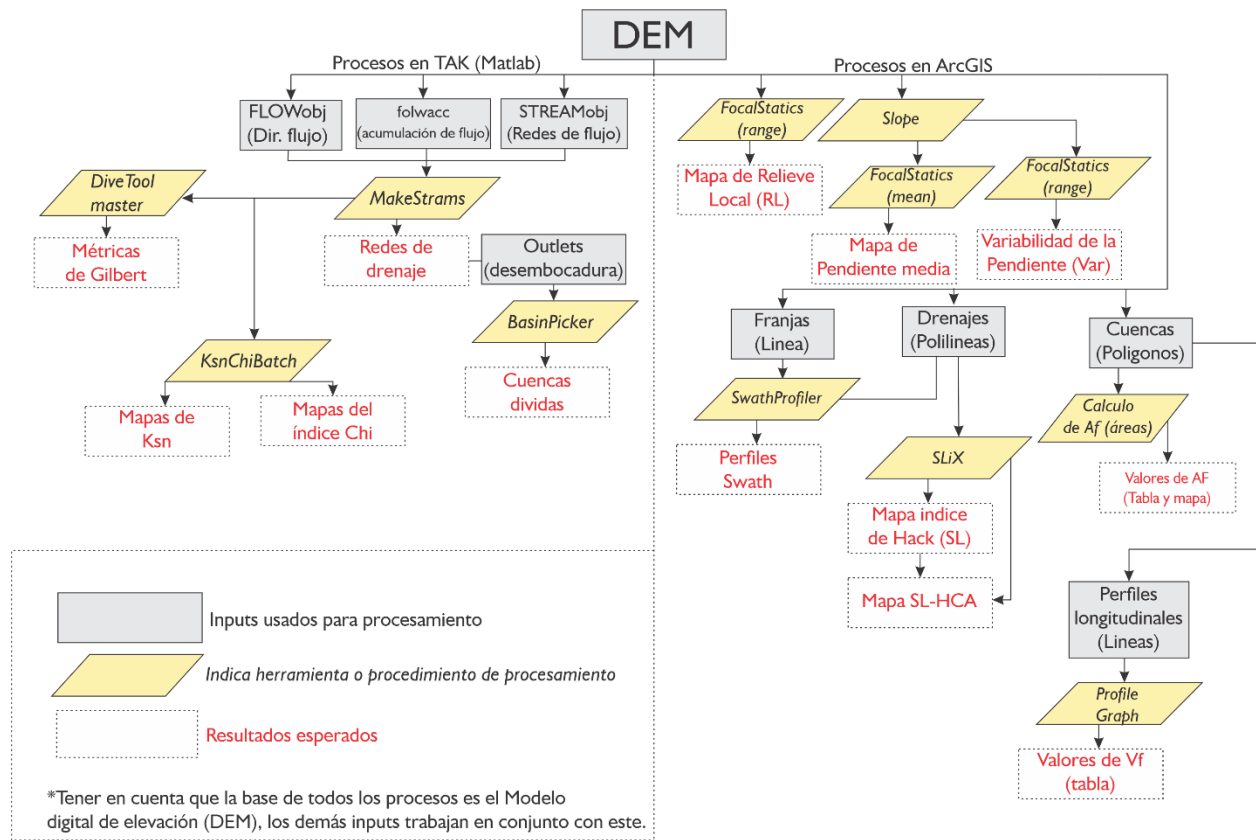 DEM
Procesos en TAK (Matlab)
Procesos en ArcGIS
FLOWobj
(Dir. flujo)
folwacc
(acumulación de flujo)
STREAMobj
(Redes de flujo)
FocalStatics
(range)
Slope
DiveTool
master
MakeStrams
Mapa de Relieve
Local (RL)
FocalStatics
(mean)
FocalStatics
(range)
Métricas
de Gilbert
Redes de
drenaje
Outlets
(desembocadura)
Mapa de
Pendiente media
Variabilidad de la
Pendiente (Var)
BasinPicker
Franjas
(Linea)
Drenajes
(Polilineas)
Cuencas
(Poligonos)
KsnChiBatch
Cuencas
dividas
SwathProfiler
Calculo
de Af (áreas)
Mapas de
Ksn
Mapas del
índice Chi
Perfiles
Swath
SLiX
Valores de AF
(Tabla y mapa)
Mapa indice
de Hack (SL)
Mapa SL-HCA
Perfiles
longitudinales
(Lineas)
Profile
Graph
Valores de Vf
(tabla)
Inputs usados para procesamiento
Indica herramienta o procedimiento de procesamiento
Resultados esperados
*Tener en cuenta que la base de todos los procesos es el Modelo
digital de elevación (DEM), los demás inputs trabajan en conjunto con este.